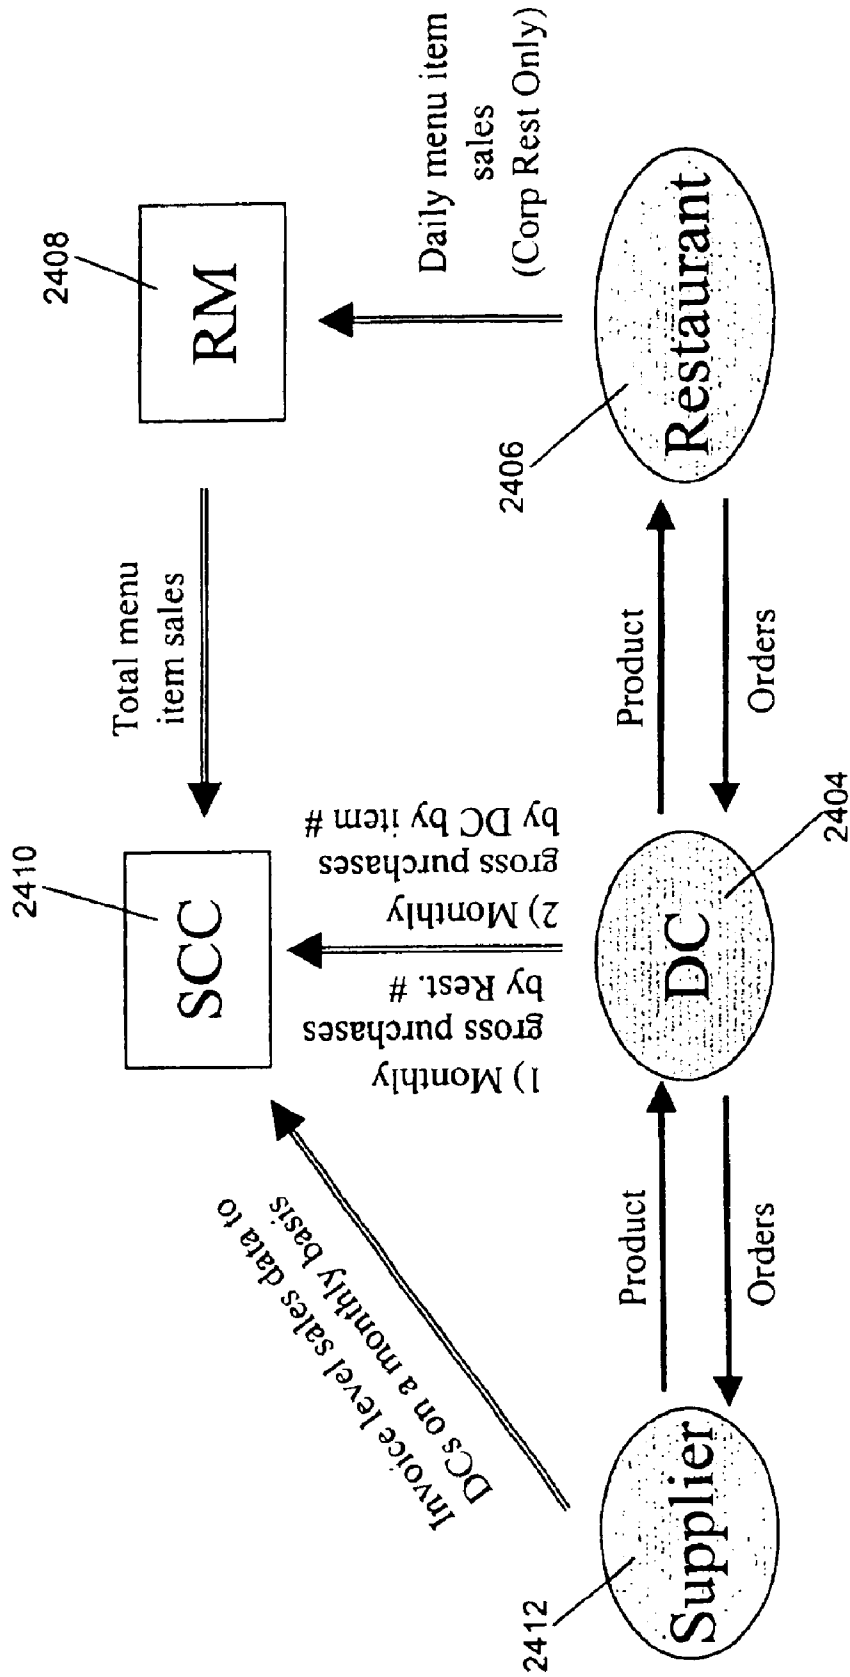 2410
SCC
Total menu
item sales
2408
RM
Invoice level sales data to
DCs on a monthly basis
1) Monthly
gross purchases
by Rest. #
2) Monthly
gross purchases
by DC by item #
Daily menu item
sales
(Corp Rest Only)
2412
Supplier
Product
Orders
DC
2404
Product
Orders
2406
Restaurant